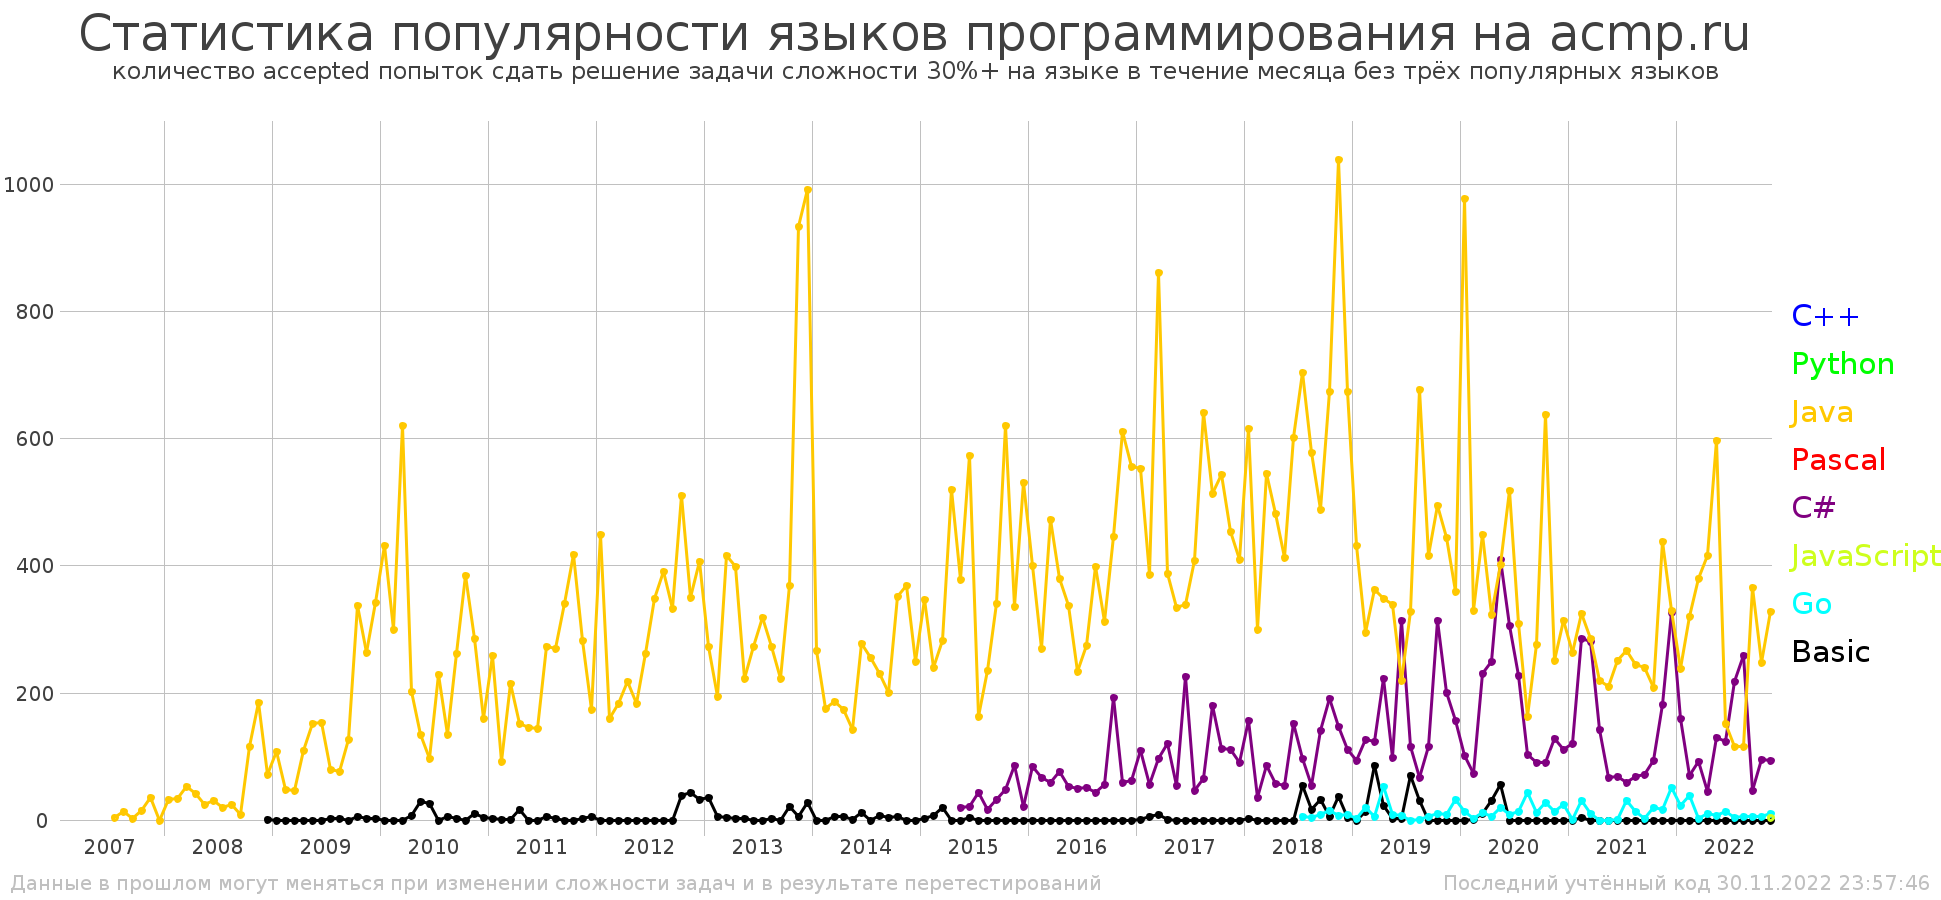 Статистика популярности языков программирования на acmp.ru
количество accepted попыток сдать решение задачи сложности 30%+ на языке в течение месяца без трёх популярных языков
1000
800
600
400
200
0
C++
Python
Java
Pascal
C#
JavaScript
Go
Basic
2007 2008 2009 2010 2011 2012 2013 2014 2015 2016 2017 2018 2019 2020 2021 2022
Данные в прошлом могут меняться при изменении сложности задач и в результате перетестирований
Последний учтённый код 30.11.2022 23:57:46